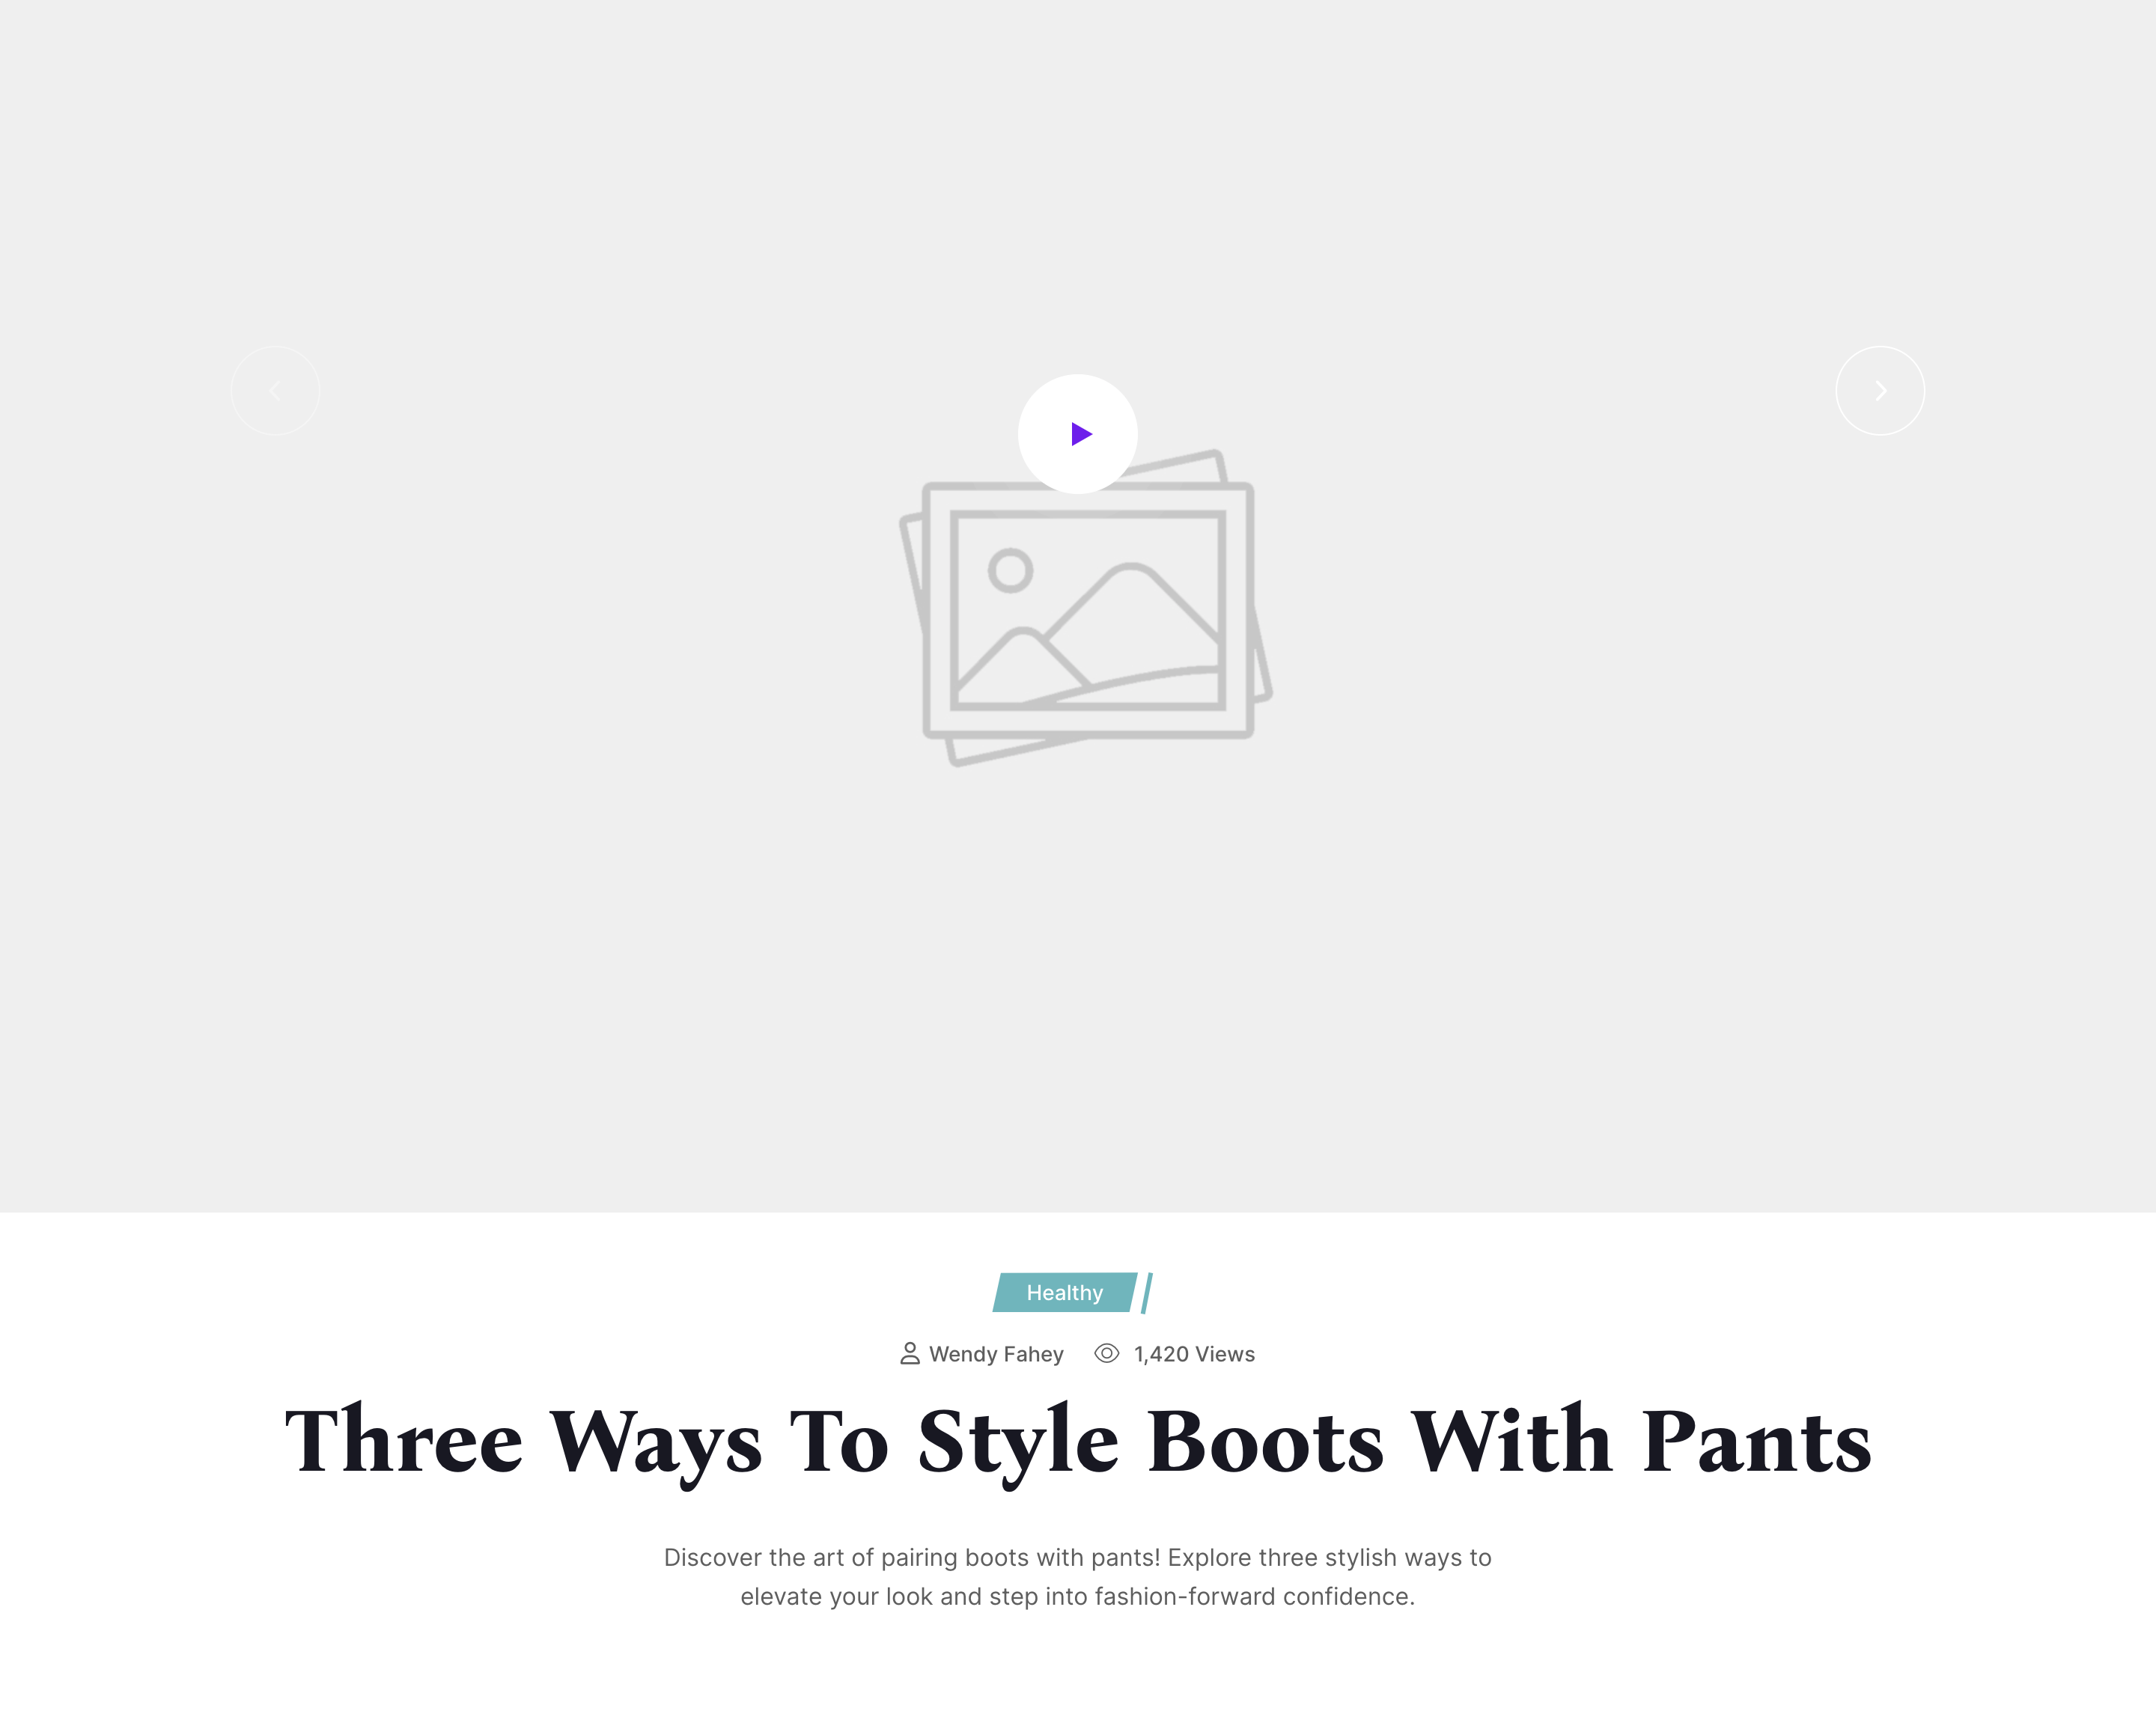 Healthy
Wendy Fahey 1,420 Views
Three Ways To Style Boots With Pants
Discover the art of pairing boots with pants! Explore three stylish ways to
elevate your look and step into fashion-forward confidence.